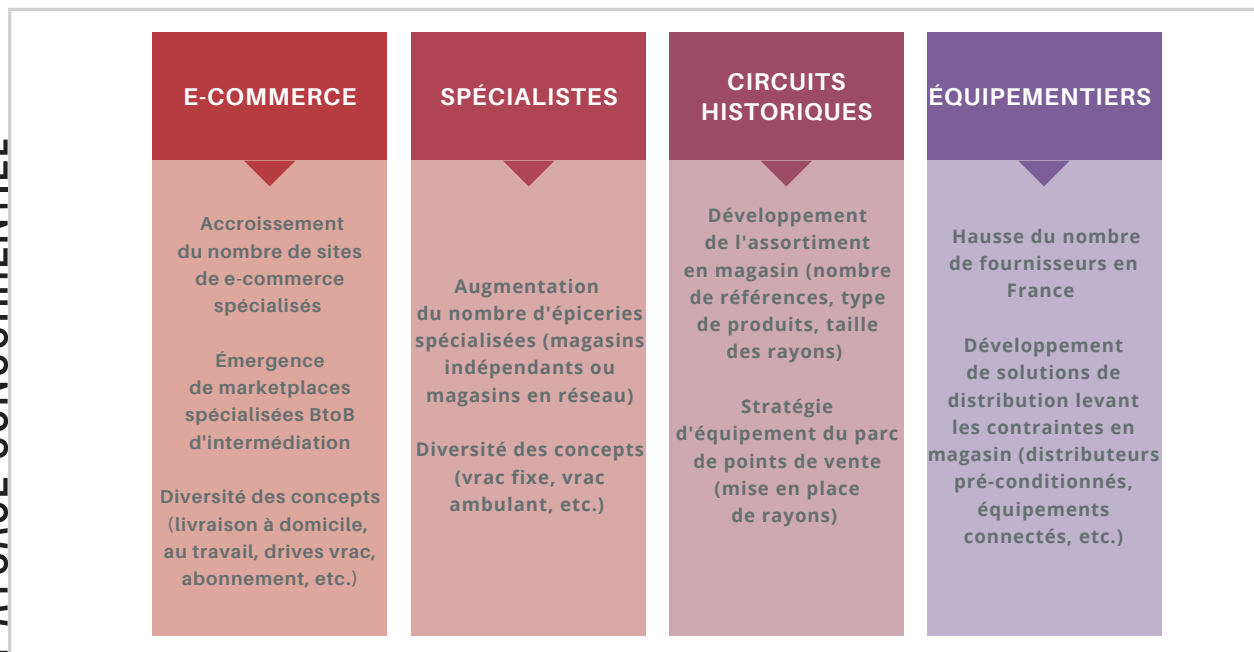 E-COMMERCE
Accroissement
du nombre de sites
de e-commerce
spécialisés
Émergence
de marketplaces
spécialisées BtoB
d'intermédiation
Diversité des concepts
(livraison à domicile,
au travail, drives vrac,
abonnement, etc.)
SPÉCIALISTES
Augmentation
du nombre d'épiceries
spécialisées (magasins
indépendants ou
magasins en réseau)
Diversité des concepts
(vrac fixe, vrac
ambulant, etc.)
CIRCUITS
HISTORIQUES
Développement
de l'assortiment
en magasin (nombre
de références, type
de produits, taille
des rayons)
Stratégie
d'équipement du parc
de points de vente
(mise en place
de rayons)
ÉQUIPEMENTIERS
Hausse du nombre
de fournisseurs en
France
Développement
de solutions de
distribution levant
les contraintes en
magasin (distributeurs
pré-conditionnés,
équipements
connectés, etc.)